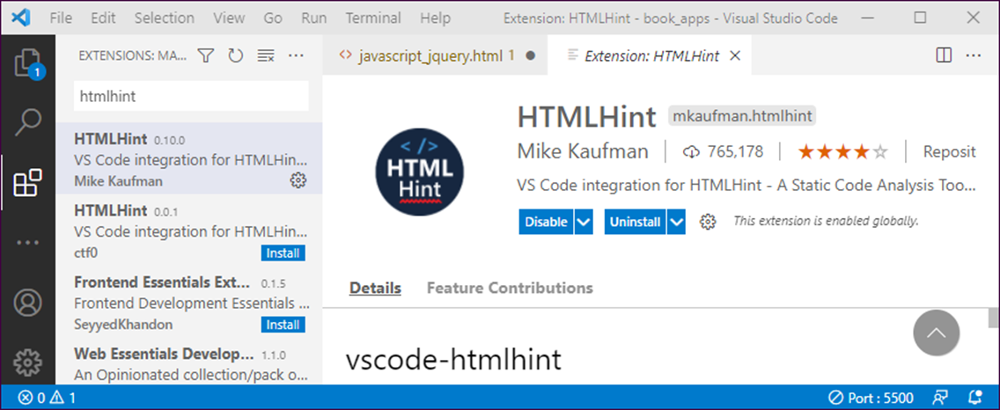 File Edit Selection View Go Run Terminal Help Extension: HTMLHint - book_apps - Visual Studio Code
1
EXTENSIONS: MA...
htmlhint
HTMLHint 0.10.0
VS Code integration for HTMLHin...
Mike Kaufman
HTMLHint 0.0.1
VS Code integration for HTMLHin...
ctf0 Install
Frontend Essentials Ext... 0.1.5
Frontend Development Essentials ...
SeyyedKhandon Install
Web Essentials Develop... 1.1.0
An Opinionated collection/pack o...
<> javascript_jquery.html 1 Extension: HTMLHint
</>
HTML
Hint
HTMLHint mkaufman.htmlhint
Mike Kaufman 765,178 Reposit
VS Code integration for HTMLHint - A Static Code Analysis Too...
Disable Uninstall This extension is enabled globally.
Details Feature Contributions
vscode-htmlhint
0 1 Port : 5500